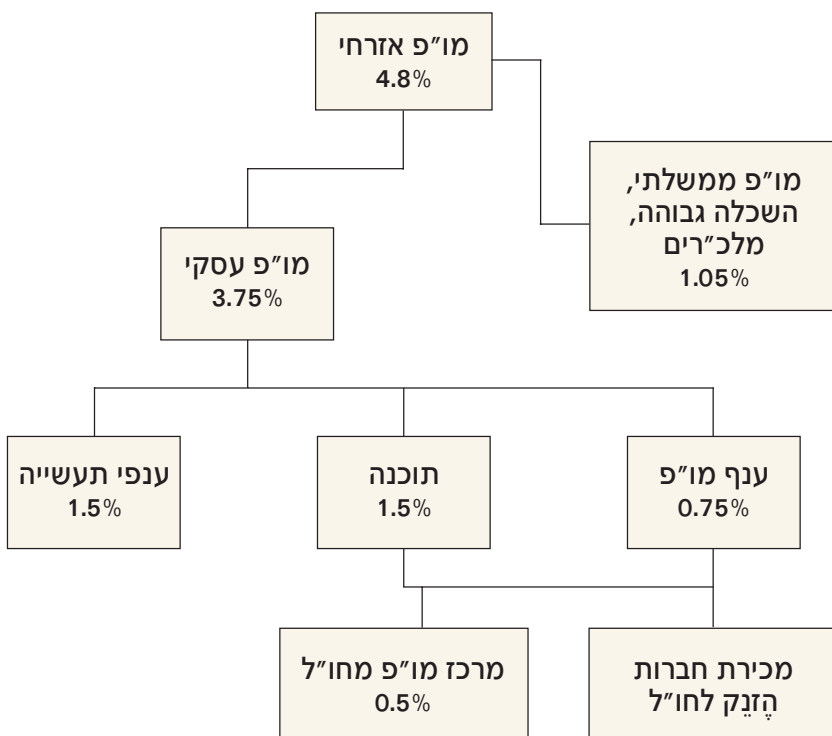 מו״פ אזרחי
4.8%
מו״פ ממשלתי,
השכלה גבוהה,
מלכ״רים
1.05%
מו״פ עסקי
3.75%
ענף מו״פ
0.75%
תוכנה
1.5%
ענפי תעשייה
1.5%
מכירת חברות
הֶזנֵק לחו״ל
מרכז מו״פ מחו״ל
0.5%